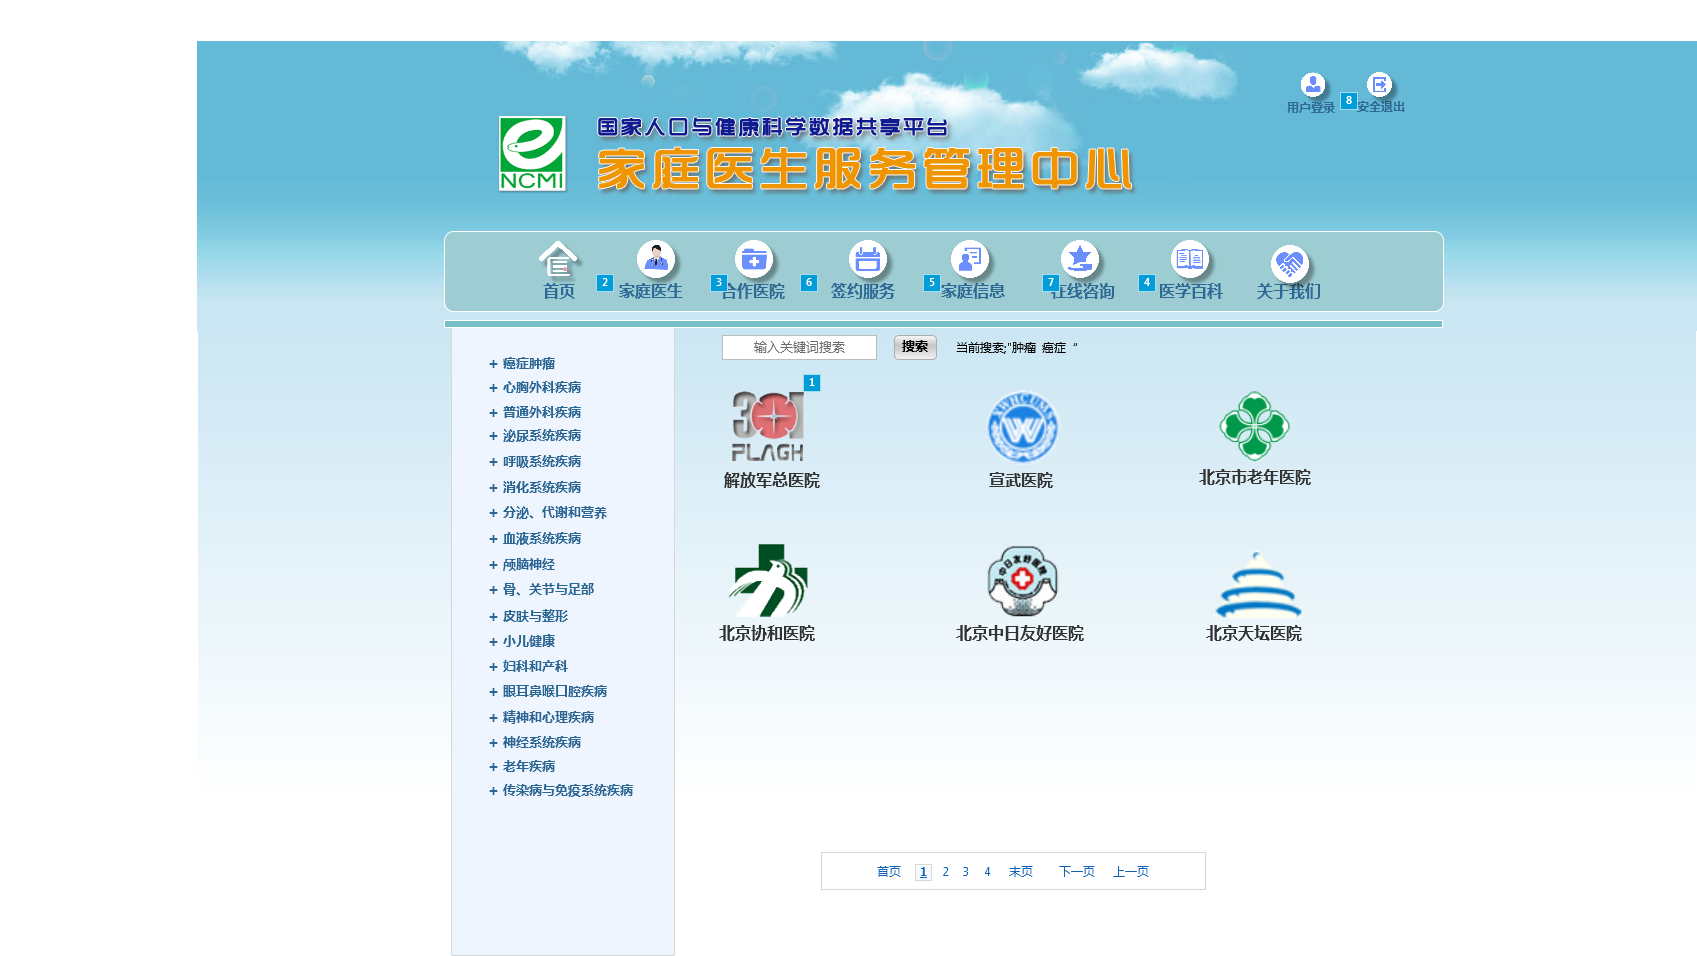 用户登录 8 安全退出
国家人口与健康科学数据共享平台
家庭医生服务管理中心
NCMI
首页 2 家庭医生 3 合作医院 6 签约服务 5 家庭信息 7 在线咨询 4 医学百科 关于我们
输入关键词搜索 搜索 当前搜索;"肿瘤 癌症 “
+ 癌症肿瘤
+ 心胸外科疾病
+ 普通外科疾病
+ 泌尿系统疾病
+ 呼吸系统疾病
+ 消化系统疾病
+ 分泌、代谢和营养
+ 血液系统疾病
+ 颅脑神经
+ 骨、关节与足部
+ 皮肤与整形
+ 小儿健康
+ 妇科和产科
+ 眼耳鼻喉口腔疾病
+ 精神和心理疾病
+ 神经系统疾病
+ 老年疾病
+ 传染病与免疫系统疾病
1
301
PLAGH
XWHCUMS
解放军总医院 宣武医院 北京市老年医院
中日友好医院
北京协和医院 北京中日友好医院 北京天坛医院
首页 1 2 3 4 末页 下一页 上一页